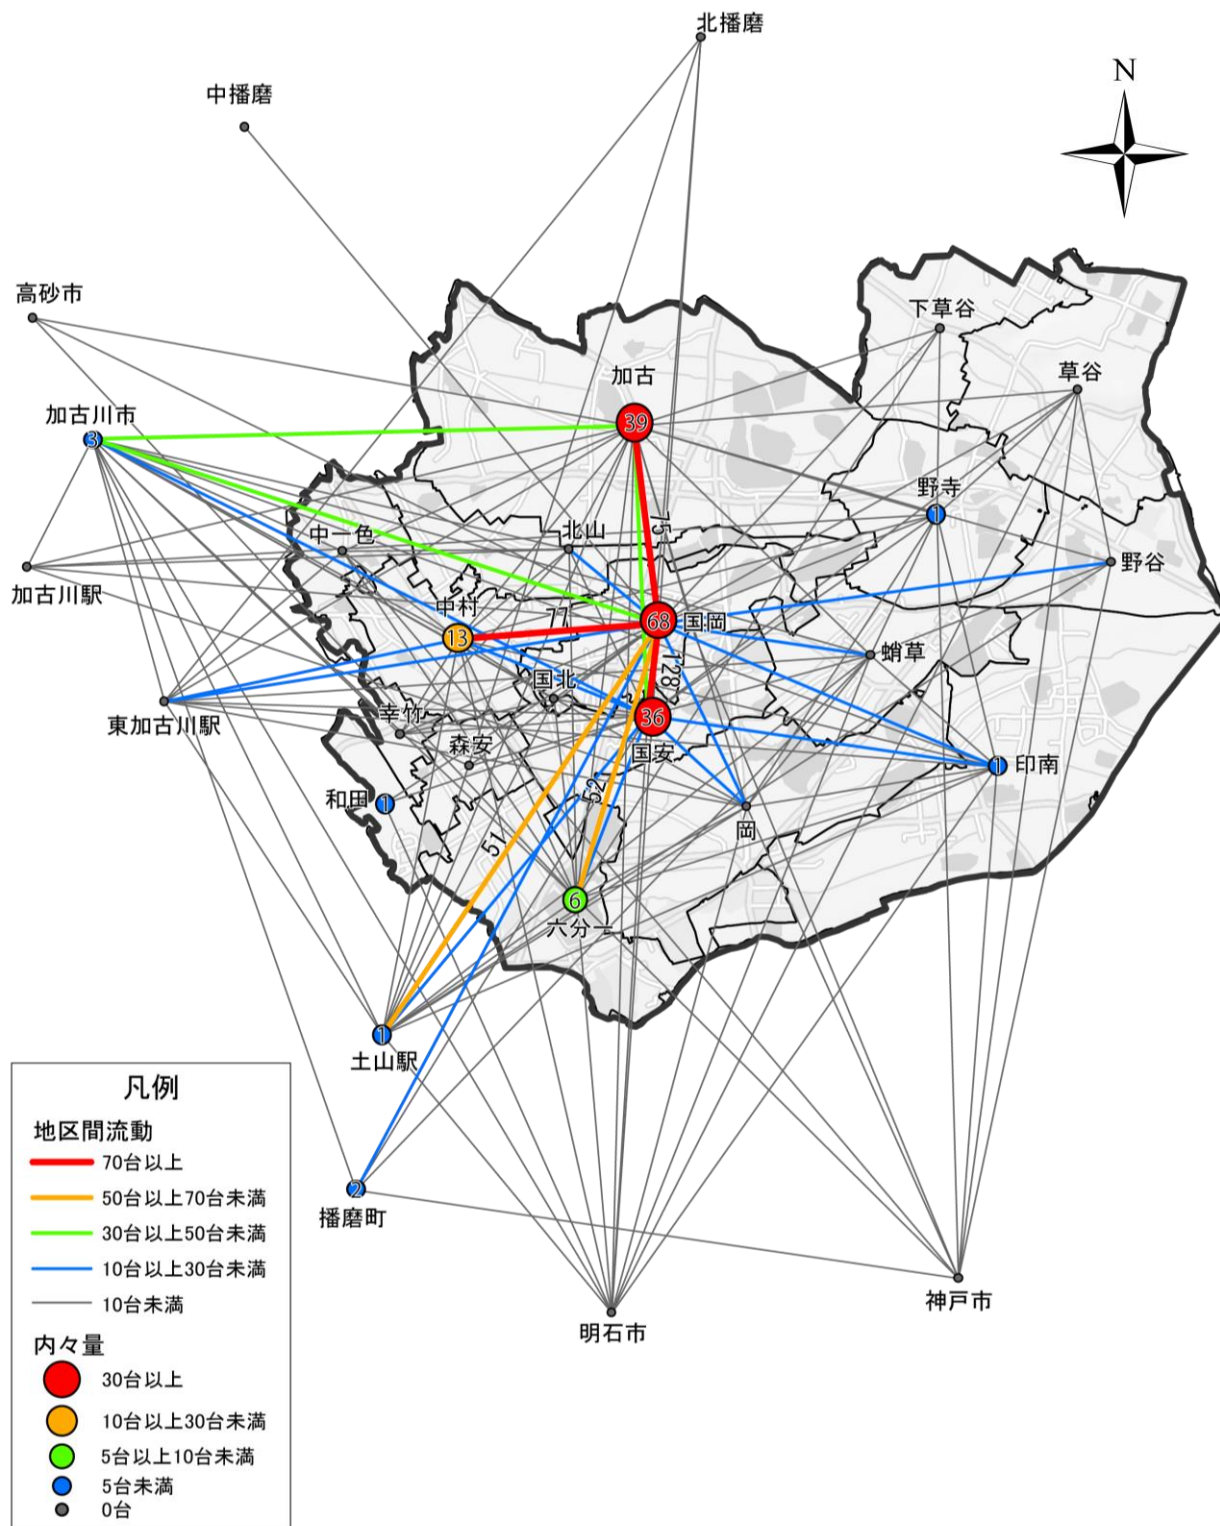 北播磨
中播磨
N
高砂市
下草谷
加古
草谷
加古川市
39
3
野寺
1
北山
75
中一色
野谷
加古川駅
中村
77
13
68
国岡
蛸草
128
国北
東加古川駅
幸竹
36
森安
国安
1
印南
52
和田
1
岡
51
6
六分一
1
土山駅
2
播磨町
神戸市
明石市
凡例
地区間流動
70台以上
50台以上70台未満
30台以上50台未満
10台以上30台未満
10台未満
内々量
30台以上
10台以上30台未満
5台以上10台未満
5台未満
0台